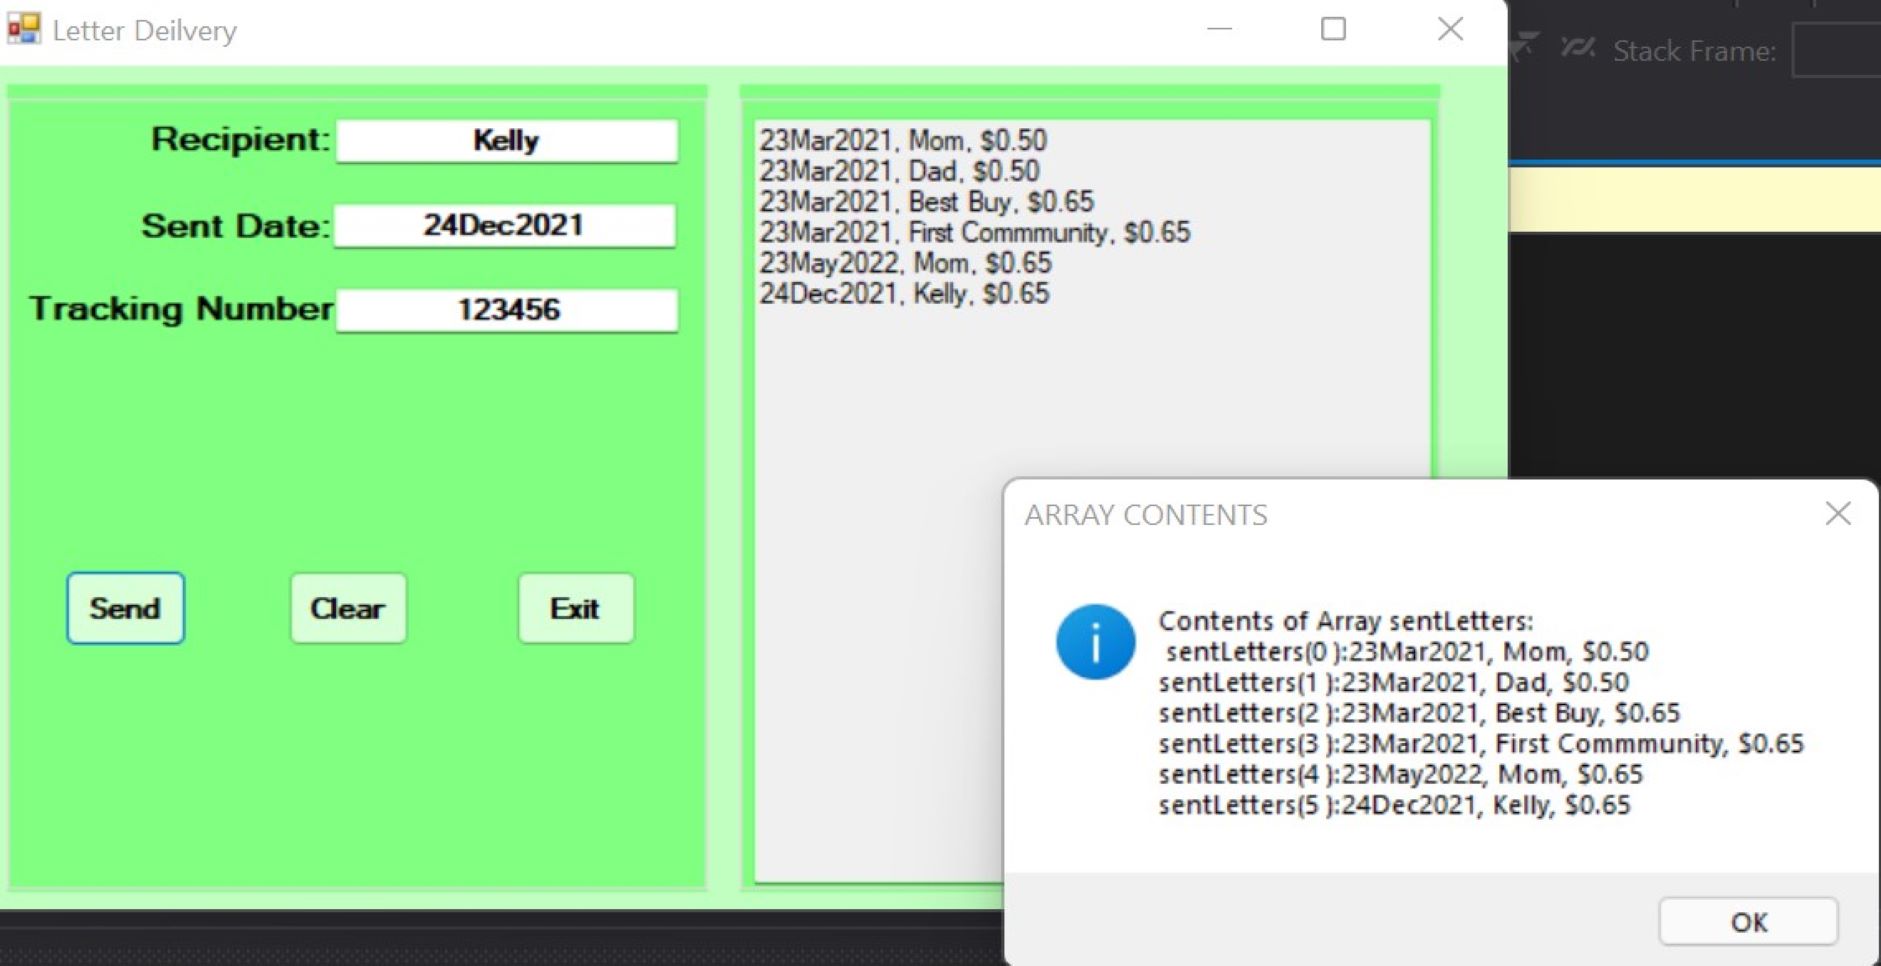 Letter Deilvery
Stack Frame:
Recipient: Kelly
Sent Date: 24Dec2021
Tracking Number 123456
Send Clear Exit
23Mar2021, Mom, $0.50
23Mar2021, Dad, $0.50
23Mar2021, Best Buy, $0.65
23Mar2021, First Commmunity, $0.65
23May2022, Mom, $0.65
24Dec2021, Kelly, $0.65
ARRAY CONTENTS
Contents of Array sentLetters:
sentLetters(0 ):23Mar2021, Mom, $0.50
sentLetters(1 ):23Mar2021, Dad, $0.50
sentLetters(2 ):23Mar2021, Best Buy, $0.65
sentLetters(3 ):23Mar2021, First Commmunity, $0.65
sentLetters(4 ):23May2022, Mom, $0.65
sentLetters(5 ):24Dec2021, Kelly, $0.65
OK